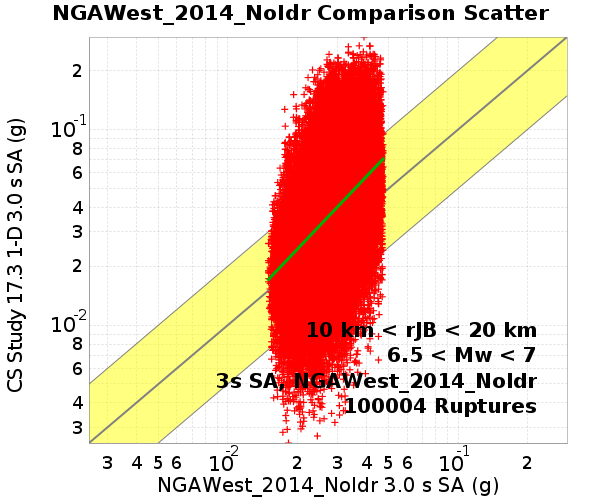 NGAWest_2014_NoIdr Comparison Scatter
CS Study 17.3 1-D 3.0 s SA (g)
2
10⁻¹
8
6
4
3
2
10⁻²
8
6
4
3
10 km < rJB < 20 km
6.5 < Mw < 7
3s SA, NGAWest_2014_NoIdr
100004 Ruptures
3 4 5 6 10⁻² 2 3 4 5 6 10⁻¹ 2
NGAWest_2014_NoIdr 3.0 s SA (g)